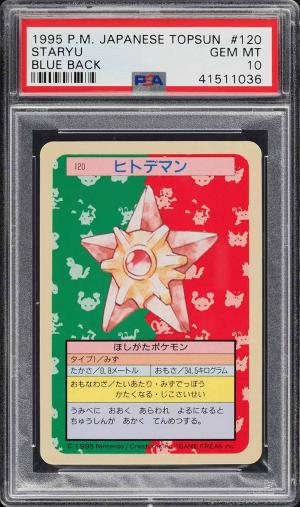 1995 P.M. JAPANESE TOPSUN #120
STARYU GEM MT
BLUE BACK 10
PSA 41511036
120 ヒトデマン
ほしがたポケモン
タイプ1/みず
たかさ/0.8メートル おもさ/34.5キログラム
おもなわざ/たいあたり・みずでっぽう
かたくなる・じこさいせい
うみべに おおく あらわれ よるになると
ちゅうしんが あかく てんめつする。
© 1995 Nintendo/Creatures inc./GAME FREAK inc.